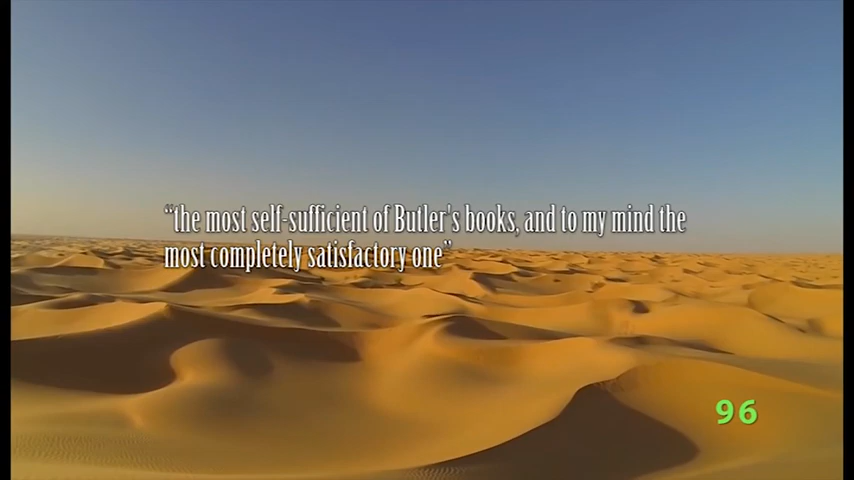 “the most self-sufficient of Butler's books, and to my mind the
most completely satisfactory one”
96